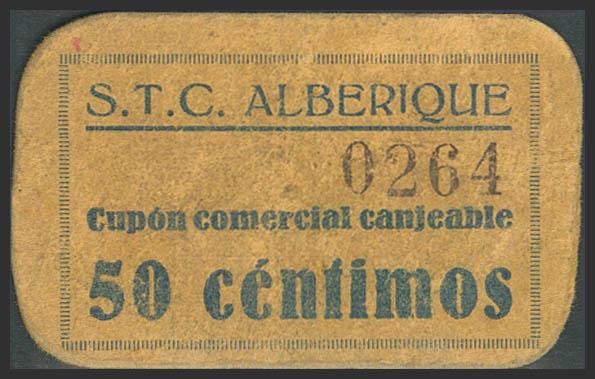 S.T.C. ALBERIQUE
0264
Cupón comercial canjeable
50 céntimos